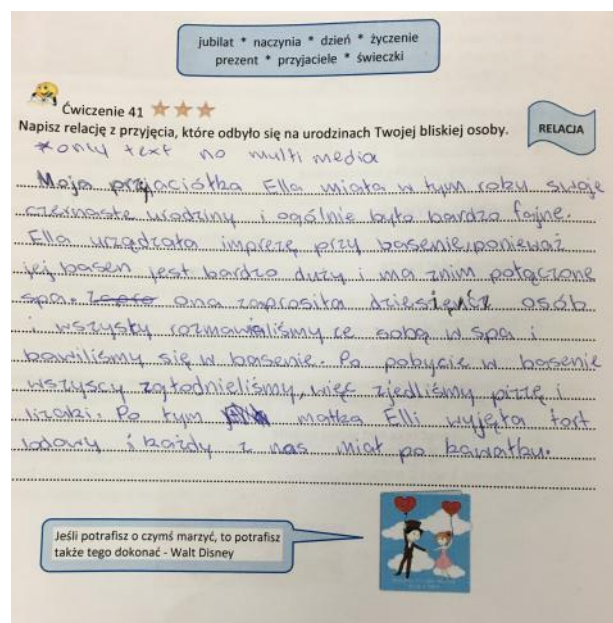 jubilat * naczynia * dzień * życzenie
prezent * przyjaciele * świeczki
Ćwiczenie 41
Napisz relację z przyjęcia, które odbyło się na urodzinach Twojej bliskiej osoby.
RELACJA
*only text no multi media
Moja przyjaciółka Ella miała w tym roku swoje
czternaste urodziny i ogólnie było bardzo fajne.
Ella urządzała imprezę przy basenie, ponieważ
jej basen jest bardzo duży i ma znim połączone
spa. ona zaprosiła osób
i wszysky rozmawialiśmy ze sobą w spa i
bawiliśmy się w basenie. Po pobycie w basenie
wszyscy zgłodnieliśmy, więc zjedliśmy pizzę i
lizaki. Po tym matka Elli wyjęła tort
lodowy i każdy z nas miał po kawałku.
Jeśli potrafisz o czymś marzyć, to potrafisz
także tego dokonać - Walt Disney